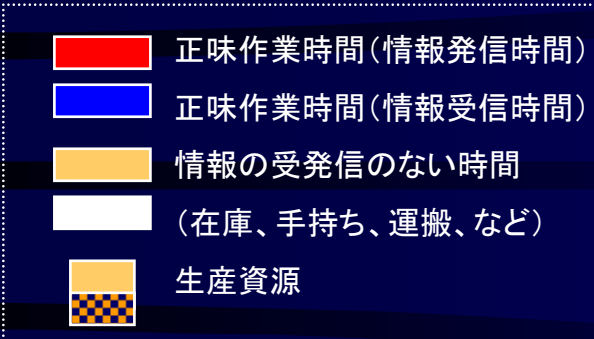 正味作業時間(情報発信時間)
正味作業時間(情報受信時間)
情報の受発信のない時間
(在庫、手持ち、運搬、など)
生産資源